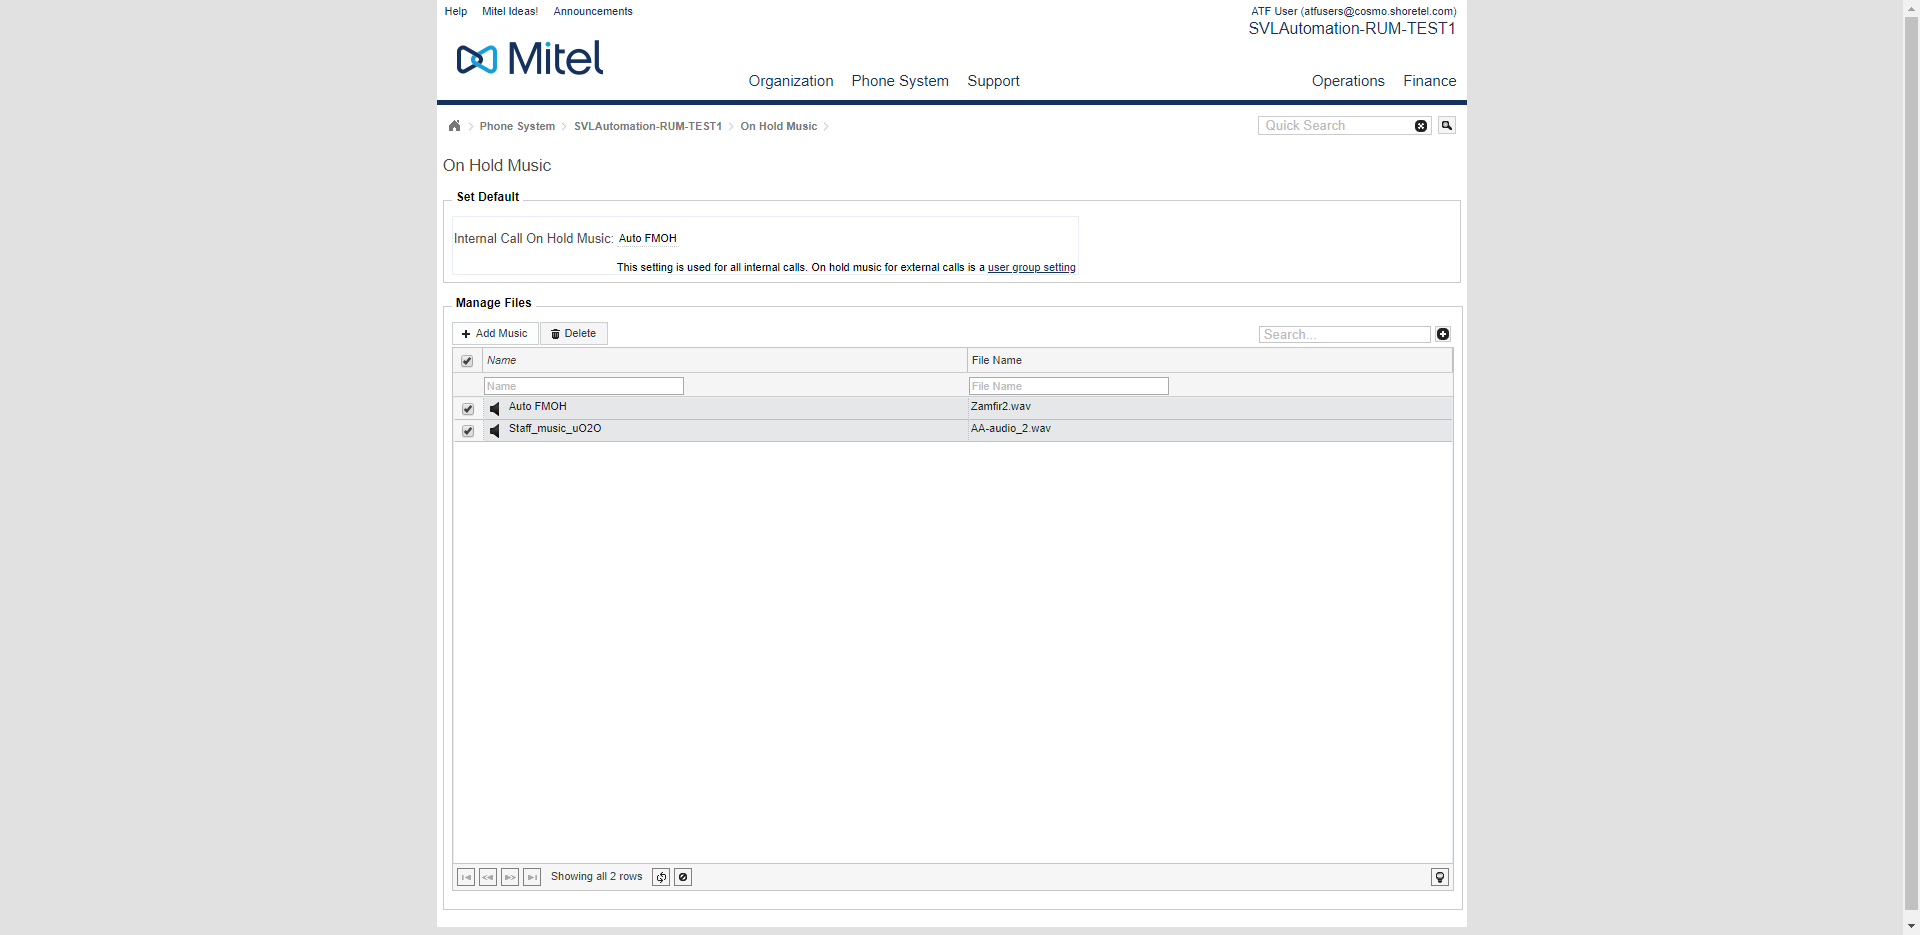 Help Mitel Ideas! Announcements
ATF User (atfusers@cosmo.shoretel.com)
SVLAutomation-RUM-TEST1
Mitel
Organization Phone System Support Operations Finance
Phone System SVLAutomation-RUM-TEST1 On Hold Music
Quick Search
On Hold Music
Set Default
Internal Call On Hold Music: Auto FMOH
This setting is used for all internal calls. On hold music for external calls is a user group setting
Manage Files
Add Music Delete
Search...
Name File Name
Name File Name
Auto FMOH Zamfir2.wav
Staff_music_uO2O AA-audio_2.wav
Showing all 2 rows